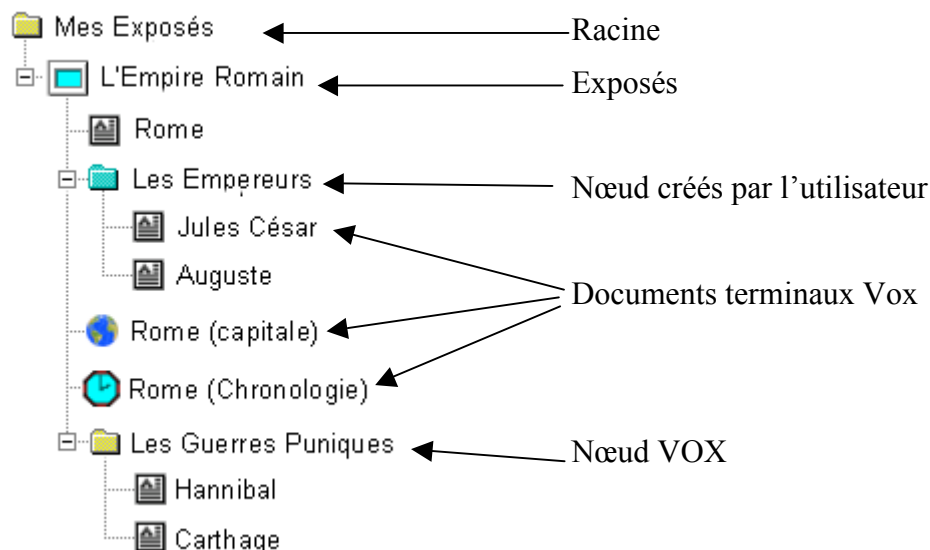 Mes Exposés
Racine
L'Empire Romain
Exposés
Rome
Les Empereurs
Nœud créés par l’utilisateur
Jules César
Auguste
Documents terminaux Vox
Rome (capitale)
Rome (Chronologie)
Les Guerres Puniques
Nœud VOX
Hannibal
Carthage